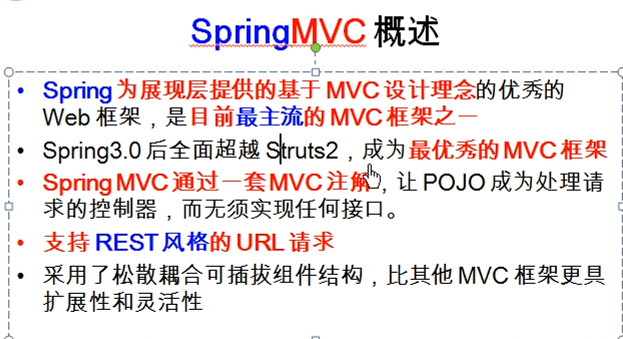 SpringMVC 概述
• Spring 为展现层提供的基于 MVC 设计理念的优秀的
Web 框架，是目前最主流的 MVC 框架之一
• Spring3.0 后全面超越 Struts2，成为最优秀的 MVC 框架
• Spring MVC 通过一套 MVC 注解，让 POJO 成为处理请
求的控制器，而无须实现任何接口。
• 支持 REST 风格的 URL 请求
• 采用了松散耦合可插拔组件结构，比其他 MVC 框架更具
扩展性和灵活性